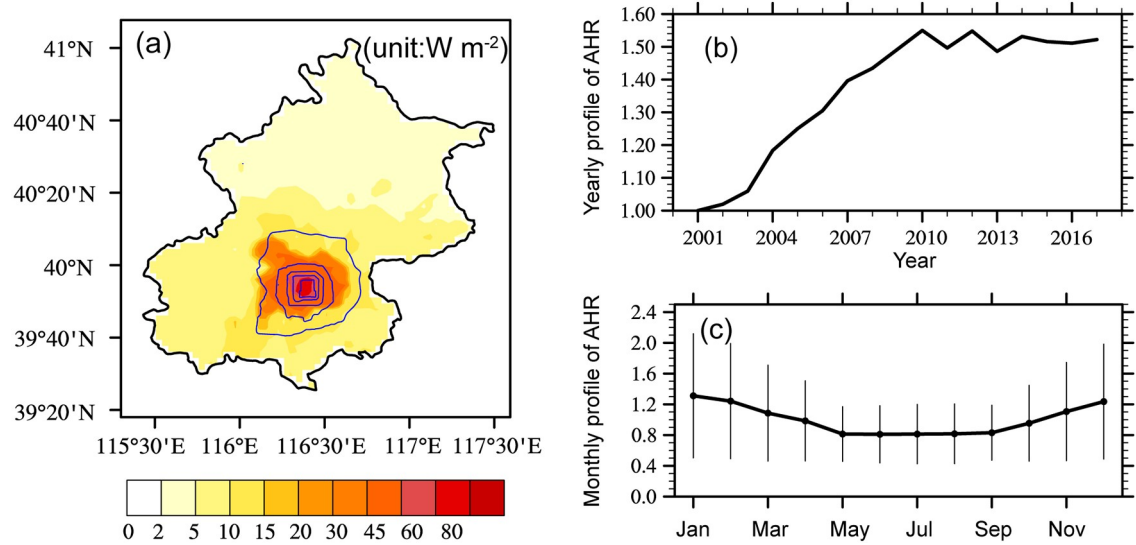 (a)
(unit:W m-2)
41°N
40°40'N
40°20'N
40°N
39°40'N
39°20'N
115°30'E 116°E 116°30'E 117°E 117°30'E
0 2 5 10 15 20 30 45 60 80
(b)
Yearly profile of AHR
1.60
1.50
1.40
1.30
1.20
1.10
1.00
2001 2004 2007 2010 2013 2016
Year
(c)
Monthly profile of AHR
2.4
2.0
1.6
1.2
0.8
0.4
0.0
Jan Mar May Jul Sep Nov